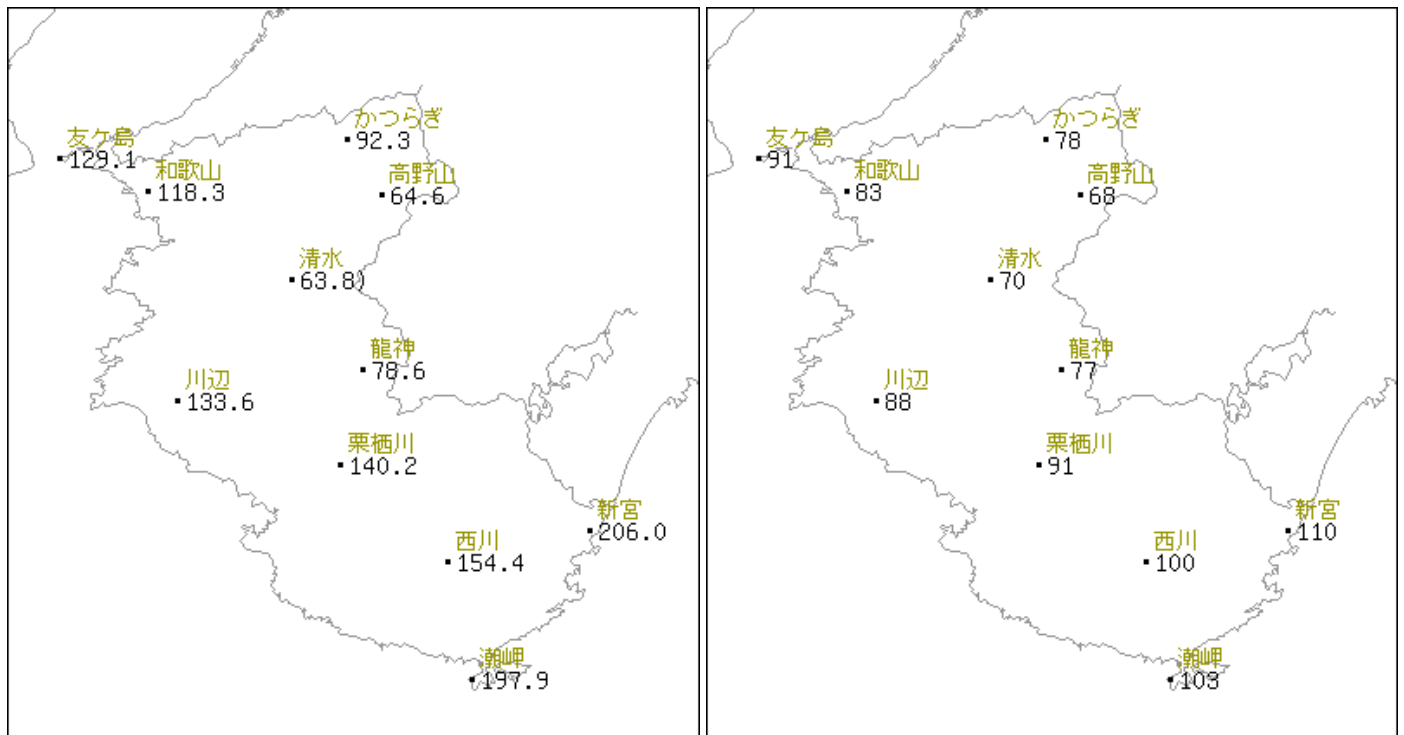 かつらぎ
92.3
友ケ島
129.1
和歌山
118.3
高野山
64.6
清水
63.8)
龍神
78.6
川辺
133.6
栗栖川
140.2
新宮
206.0
西川
154.4
潮岬
197.9
かつらぎ
78
友ケ島
91
和歌山
83
高野山
68
清水
70
龍神
77
川辺
88
栗栖川
91
新宮
110
西川
100
潮岬
103